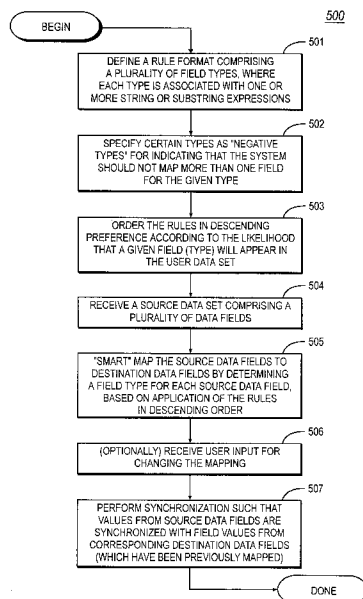 500
BEGIN
501
DEFINE A RULE FORMAT COMPRISING
A PLURALITY OF FIELD TYPES, WHERE
EACH TYPE IS ASSOCIATED WITH ONE OR
MORE STRING OR SUBSTRING EXPRESSIONS
502
SPECIFY CERTAIN TYPES AS "NEGATIVE
TYPES" FOR INDICATING THAT THE SYSTEM
SHOULD NOT MAP MORE THAN ONE FIELD
FOR THE GIVEN TYPE
503
ORDER THE RULES IN DESCENDING
PREFERENCE ACCORDING TO THE LIKELIHOOD
THAT A GIVEN FIELD (TYPE) WILL APPEAR
IN THE USER DATA SET
504
RECEIVE A SOURCE DATA SET COMPRISING A
PLURALITY OF DATA FIELDS
505
"SMART" MAP THE SOURCE DATA FIELDS TO
DESTINATION DATA FIELDS BY DETERMINING
A FIELD TYPE FOR EACH SOURCE DATA FIELD,
BASED ON APPLICATION OF THE RULES
IN DESCENDING ORDER
506
(OPTIONALLY) RECEIVE USER INPUT FOR
CHANGING THE MAPPING
507
PERFORM SYNCHRONIZATION SUCH THAT
VALUES FROM SOURCE DATA FIELDS ARE
SYNCHRONIZED WITH FIELD VALUES FROM
CORRESPONDING DESTINATION DATA FIELDS
(WHICH HAVE BEEN PREVIOUSLY MAPPED)
DONE